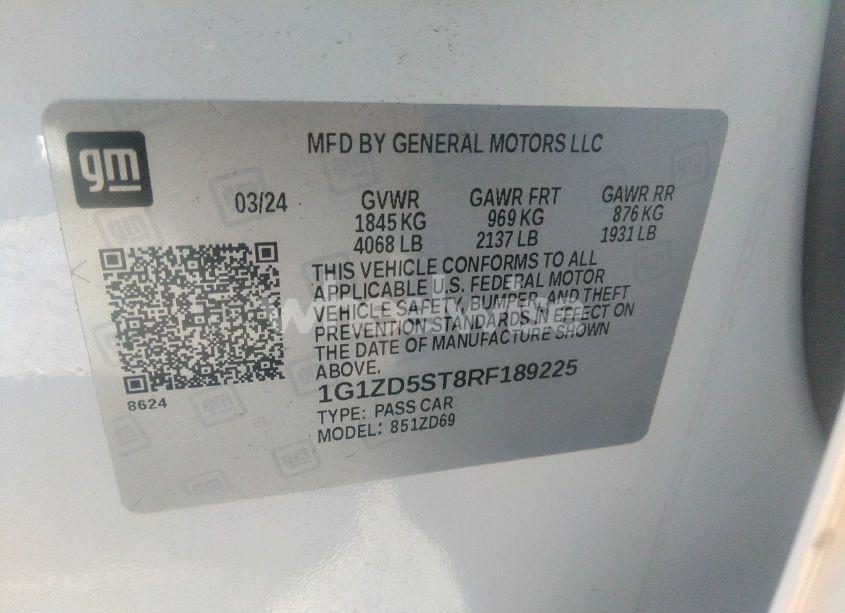 gm
MFD BY GENERAL MOTORS LLC
03/24
GVWR
1845 KG
4068 LB
GAWR FRT
969 KG
2137 LB
GAWR RR
876 KG
1931 LB
THIS VEHICLE CONFORMS TO ALL
APPLICABLE U.S. FEDERAL MOTOR
VEHICLE SAFETY, BUMPER, AND THEFT
PREVENTION STANDARDS IN EFFECT ON
THE DATE OF MANUFACTURE SHOWN
ABOVE.
8624
1G1ZD5ST8RF189225
TYPE: PASS CAR
MODEL: 851ZD69